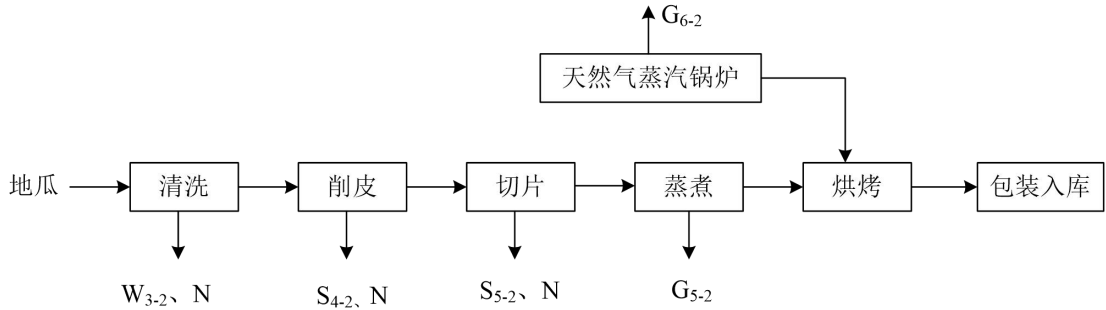 G6-2
天然气蒸汽锅炉
地瓜
清洗
削皮
切片
蒸煮
烘烤
包装入库
W3-2、N
S4-2、N
S5-2、N
G5-2